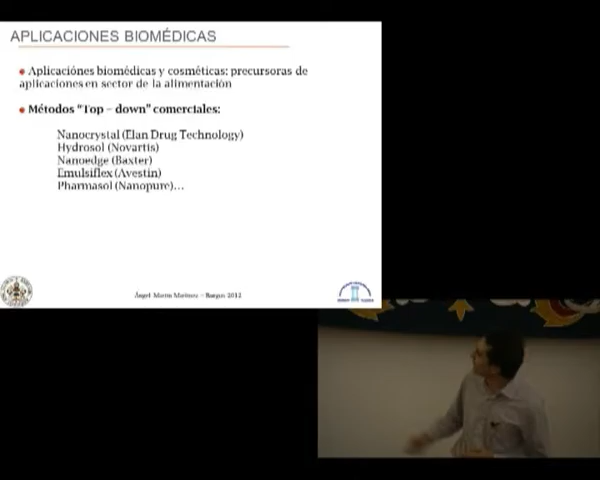 APLICACIONES BIOMÉDICAS
Aplicaciónes biomédicas y cosméticas: precursoras de
aplicaciones en sector de la alimentación
Métodos "Top – down" comerciales:
Nanocrystal (Elan Drug Technology)
Hydrosol (Novartis)
Nanoedge (Baxter)
Emulsiflex (Avestin)
Pharmasol (Nanopure)...
Ángel Martín Martínez – Burgos 2012